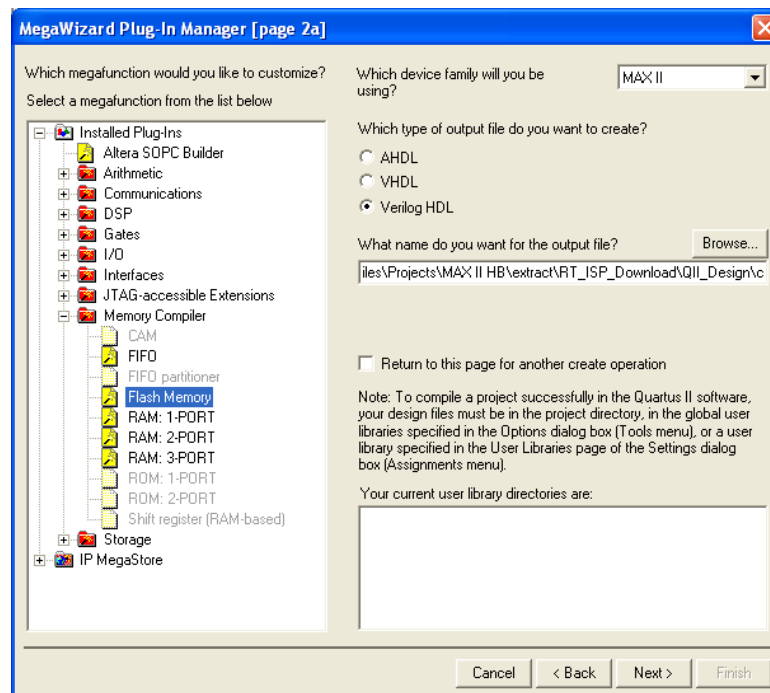 MegaWizard Plug-In Manager [page 2a]
Which megafunction would you like to customize?
Select a megafunction from the list below
Installed Plug-Ins
Altera SOPC Builder
Arithmetic
Communications
DSP
Gates
I/O
Interfaces
JTAG-accessible Extensions
Memory Compiler
CAM
FIFO
FIFO partitioner
Flash Memory
RAM: 1-PORT
RAM: 2-PORT
RAM: 3-PORT
ROM: 1-PORT
ROM: 2-PORT
Shift register (RAM-based)
Storage
IP MegaStore
Which device family will you be
using?
MAX II
Which type of output file do you want to create?
AHDL
VHDL
Verilog HDL
What name do you want for the output file?
Browse...
iles\Projects\MAX II HB\extract\RT_ISP_Download\QII_Design\c
Return to this page for another create operation
Note: To compile a project successfully in the Quartus II software,
your design files must be in the project directory, in the global user
libraries specified in the Options dialog box (Tools menu), or a user
library specified in the User Libraries page of the Settings dialog
box (Assignments menu).
Your current user library directories are:
Cancel
< Back
Next >
Finish